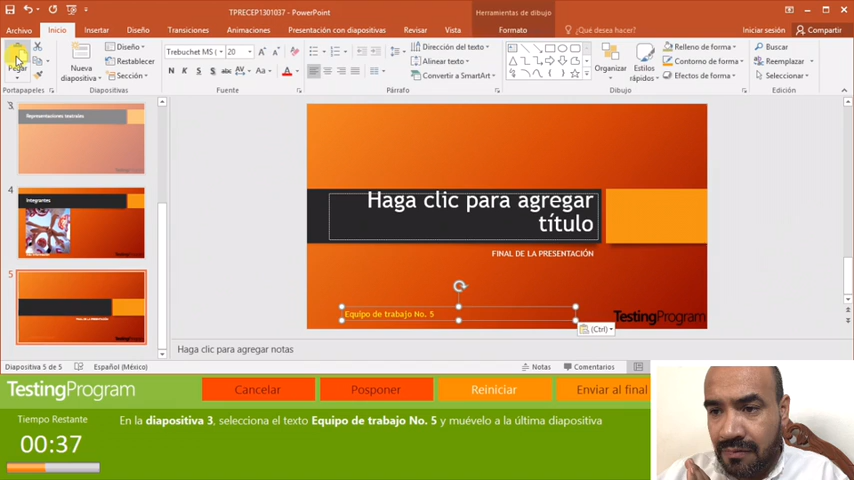 TPRECEP1301037 - PowerPoint
Herramientas de dibujo
Archivo Inicio Insertar Diseño Transiciones Animaciones Presentación con diapositivas Revisar Vista Formato ¿Qué desea hacer? Iniciar sesión Compartir
Pegar
Portapapeles
Nueva diapositiva
Diseño
Restablecer
Sección
Diapositivas
Trebuchet MS ( 20
N K S S abc AV Aa A
Fuente
Dirección del texto
Alinear texto
Convertir a SmartArt
Párrafo
Organizar
Estilos rápidos
Relleno de forma
Contorno de forma
Efectos de forma
Dibujo
Buscar
Reemplazar
Seleccionar
Edición
3
Representaciones teatrales
4
Integrantes
5
Haga clic para agregar
título
FINAL DE LA PRESENTACIÓN
Equipo de trabajo No. 5
TestingProgram
(Ctrl)
Haga clic para agregar notas
Diapositiva 5 de 5 Español (México) Notas Comentarios
TestingProgram
Cancelar Posponer Reiniciar Enviar al final
Tiempo Restante
00:37
En la diapositiva 3, selecciona el texto Equipo de trabajo No. 5 y muévelo a la última diapositiva